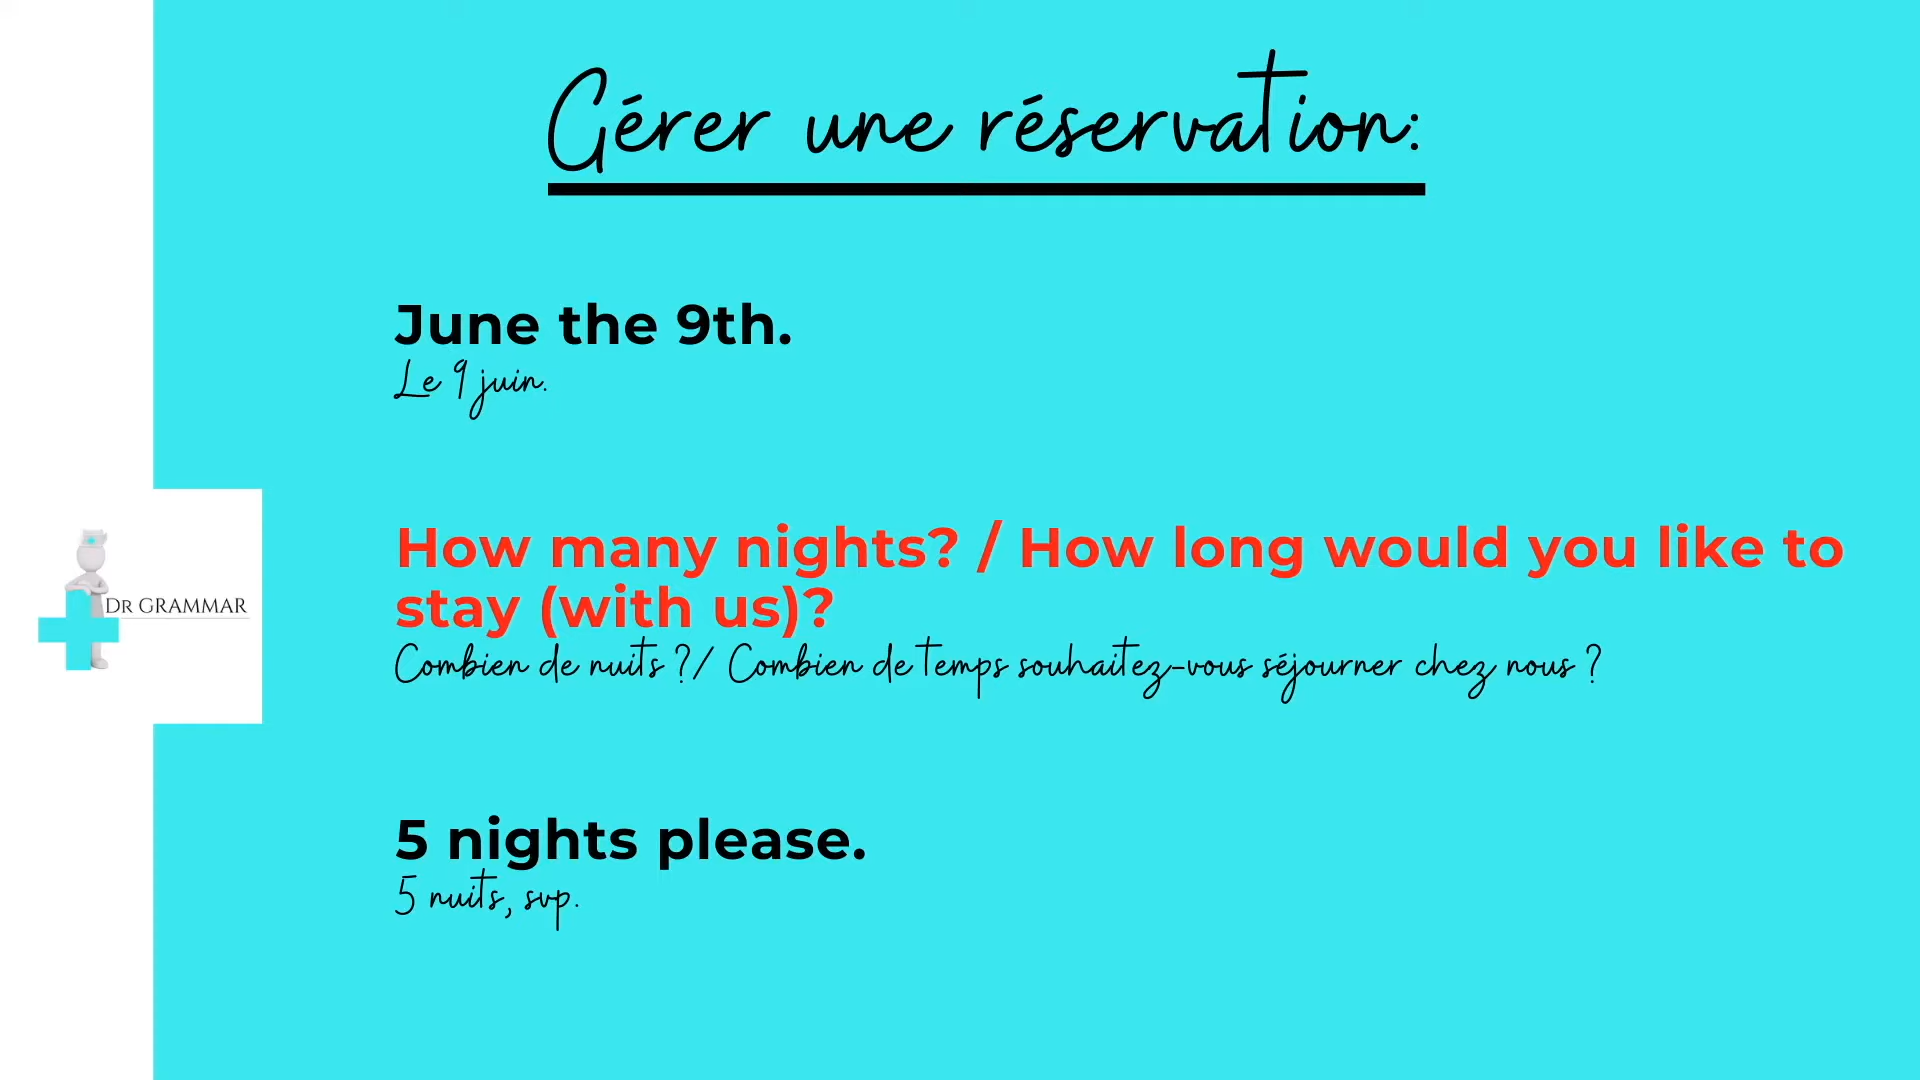 Gérer une réservation:
June the 9th.
Le 9 juin.
How many nights? / How long would you like to
stay (with us)?
Combien de nuits ?/ Combien de temps souhaitez-vous séjourner chez nous ?
DR GRAMMAR
5 nights please.
5 nuits, svp.